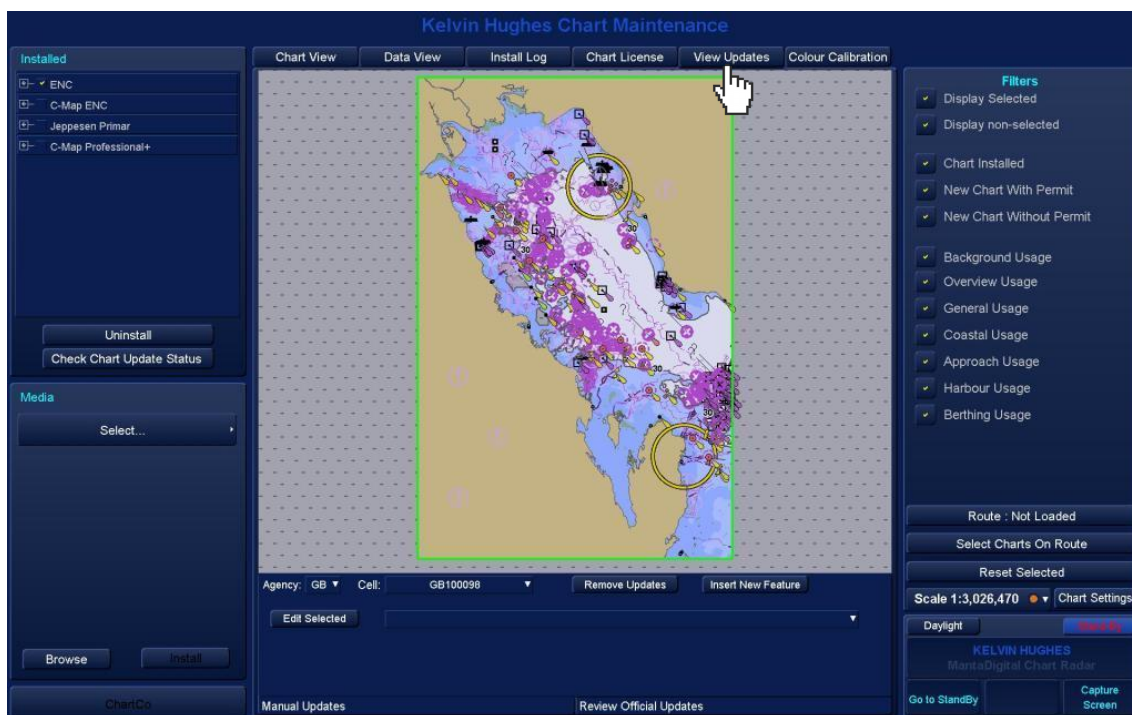 Kelvin Hughes Chart Maintenance
Installed
ENC
C-Map ENC
Jeppesen Primar
C-Map Professional+
Uninstall
Check Chart Update Status
Media
Select...
Browse
Install
ChartCo
Chart View
Data View
Install Log
Chart License
View Updates
Colour Calibration
30
30
30
30
Agency: GB
Cell: GB100098
Remove Updates
Insert New Feature
Edit Selected
Manual Updates
Review Official Updates
Filters
Display Selected
Display non-selected
Chart Installed
New Chart With Permit
New Chart Without Permit
Background Usage
Overview Usage
General Usage
Coastal Usage
Approach Usage
Harbour Usage
Berthing Usage
Route : Not Loaded
Select Charts On Route
Reset Selected
Scale 1:3,026,470
Chart Settings
Daylight
KELVIN HUGHES
MantaDigital Chart Radar
Go to StandBy
Capture
Screen